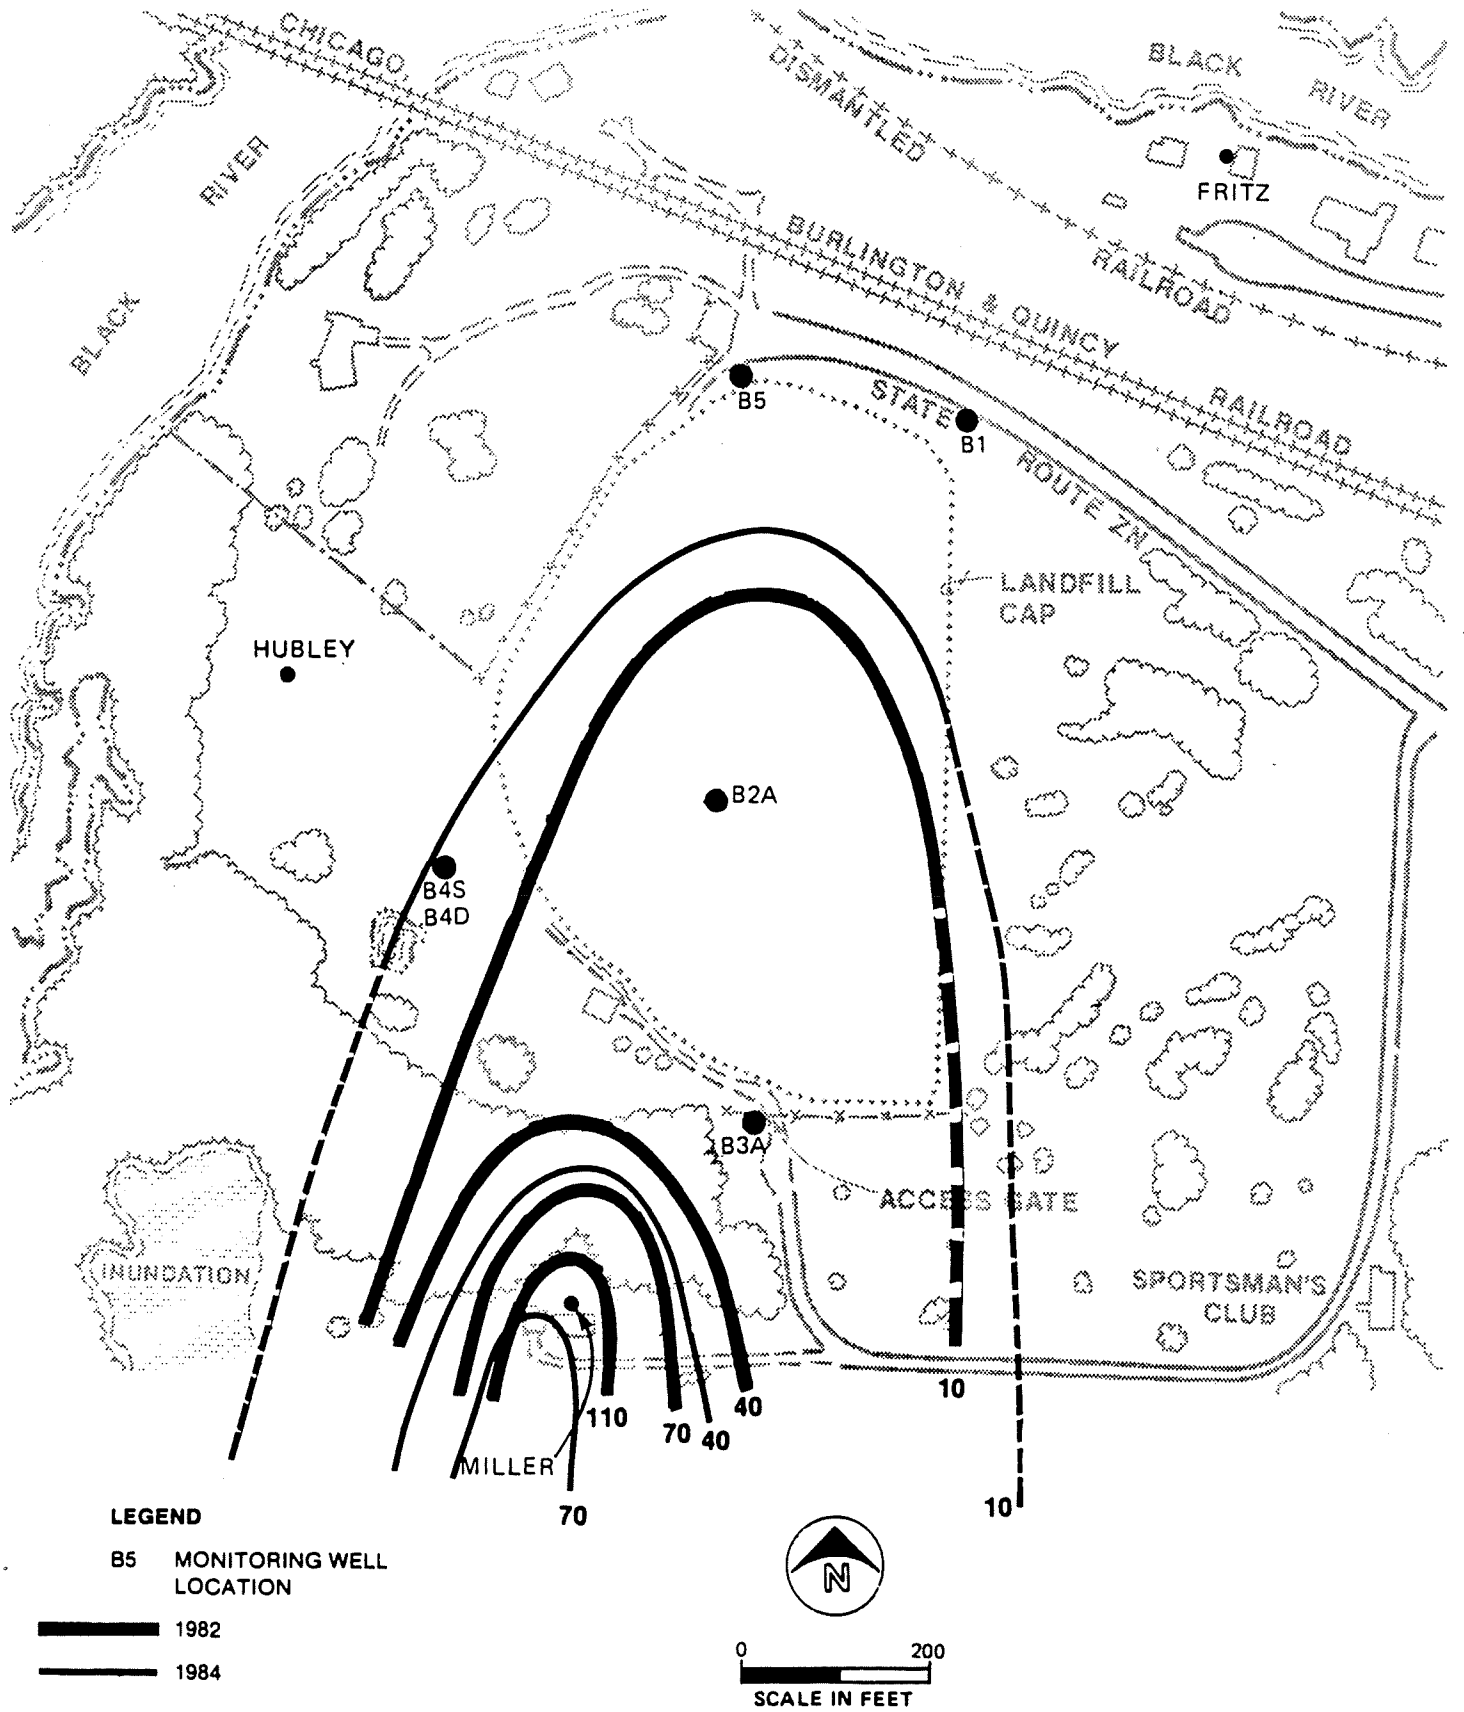 CHICAGO,
BURLINGTON & QUINCY
RAILROAD
DISMANTLED
RAILROAD
BLACK
RIVER
BLACK
RIVER
FRITZ
B5
STATE
B1
ROUTE ZN
LANDFILL
CAP
HUBLEY
B2A
B4S
B4D
B3A
ACCESS GATE
INUNDATION
SPORTSMAN'S
CLUB
10
40
110
70
40
MILLER
70
10
LEGEND
B5 MONITORING WELL
LOCATION
1982
1984
N
0 200
SCALE IN FEET